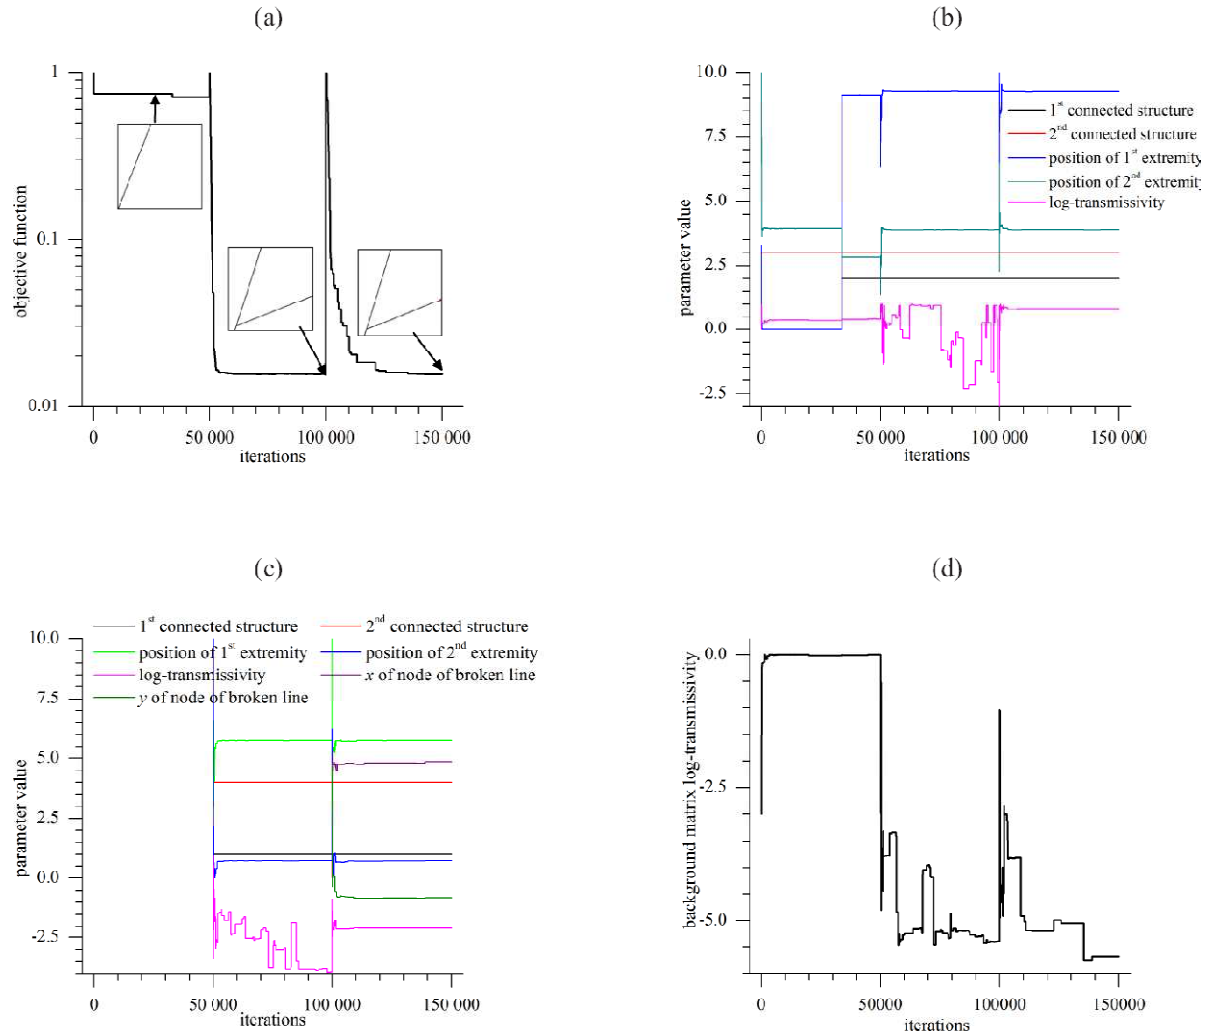 (a)
1
0.1
0.01
objective function
0
50 000
100 000
150 000
iterations
(b)
10.0
7.5
5.0
2.5
0.0
-2.5
parameter value
1st connected structure
2nd connected structure
position of 1st extremity
position of 2nd extremity
log-transmissivity
0
50 000
100 000
150 000
iterations
(c)
1st connected structure
2nd connected structure
position of 1st extremity
position of 2nd extremity
log-transmissivity
x of node of broken line
y of node of broken line
10.0
5.0
2.5
0.0
-2.5
parameter value
0
50 000
100 000
150 000
iterations
(d)
0.0
-2.5
-5.0
background matrix log-transmissivity
0
50000
100000
150 000
iterations